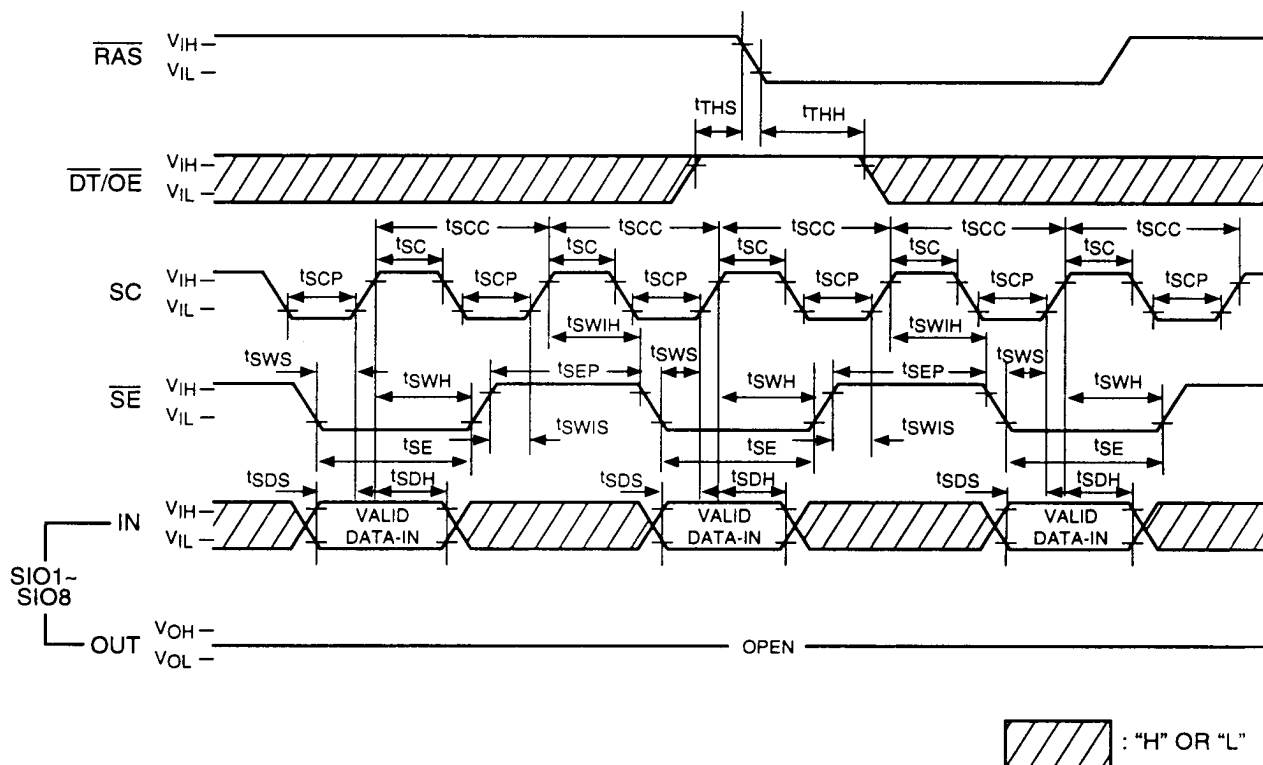 RAS VIH
VIL
tTHS tTHH
DT/OE VIH
VIL
tSCC tSCC tSCC tSCC tSCC
tSC tSC tSC tSC tSC
SC VIH
VIL
tSCP tSCP tSCP tSCP tSCP tSCP
tSWIH tSWIH
tSWS tSWS tSWS
SE VIH
VIL
tSWH tSEP tSWH tSEP tSWH
tSE tSWIS tSE tSWIS tSE
tSDS tSDH tSDS tSDH tSDS tSDH
IN VIH
VIL
VALID DATA-IN
VALID DATA-IN
VALID DATA-IN
SIO1~
SIO8
OUT VOH
VOL
OPEN
: "H" OR "L"